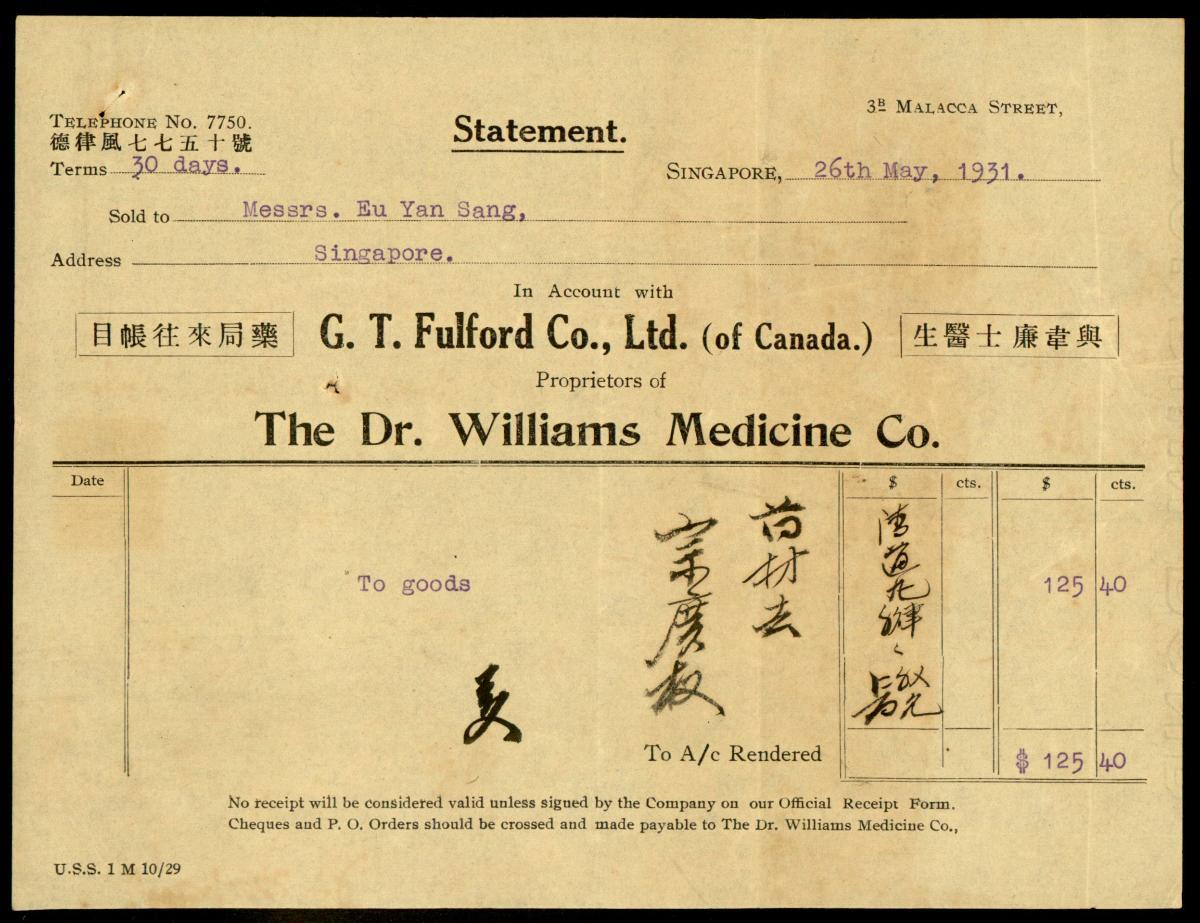 TELEPHONE NO. 7750.
德律風七七五十號
Terms 30 days.
Statement.
3B MALACCA STREET,
SINGAPORE, 26th May, 1931.
Sold to Messrs. Eu Yan Sang,
Address Singapore.
In Account with
目帳往來局藥
G. T. Fulford Co., Ltd. (of Canada.)
生醫士廉韋與
Proprietors of
The Dr. Williams Medicine Co.
Date $ cts. $ cts.
To goods 125 40
药材去
To A/c Rendered $ 125 40
No receipt will be considered valid unless signed by the Company on our Official Receipt Form.
Cheques and P. O. Orders should be crossed and made payable to The Dr. Williams Medicine Co.,
U.S.S. 1 M 10/29